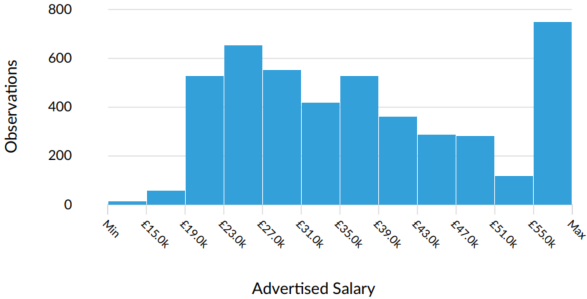 800
600
400
200
0
Observations
Min
£15.0k
£19.0k
£23.0k
£27.0k
£31.0k
£35.0k
£39.0k
£43.0k
£47.0k
£51.0k
£55.0k
Max
Advertised Salary